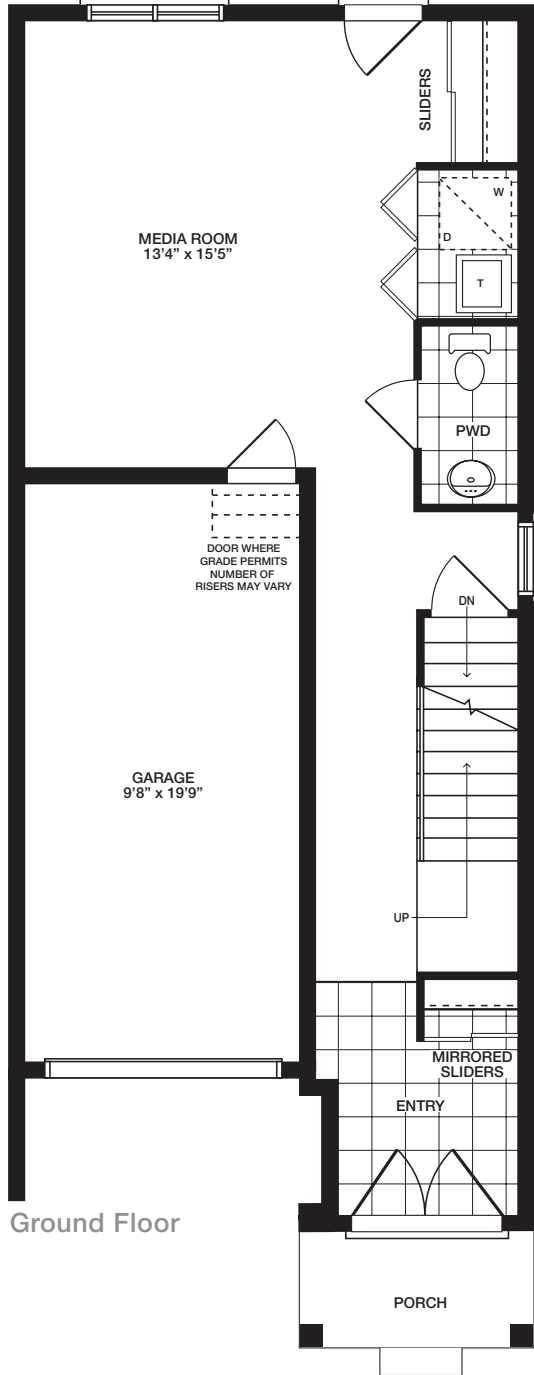 SLIDERS
W
D
T
MEDIA ROOM
13’4” x 15’5”
PWD
DOOR WHERE
GRADE PERMITS
NUMBER OF
RISERS MAY VARY
DN
GARAGE
9’8” x 19’9”
UP
MIRRORED
SLIDERS
ENTRY
Ground Floor
PORCH